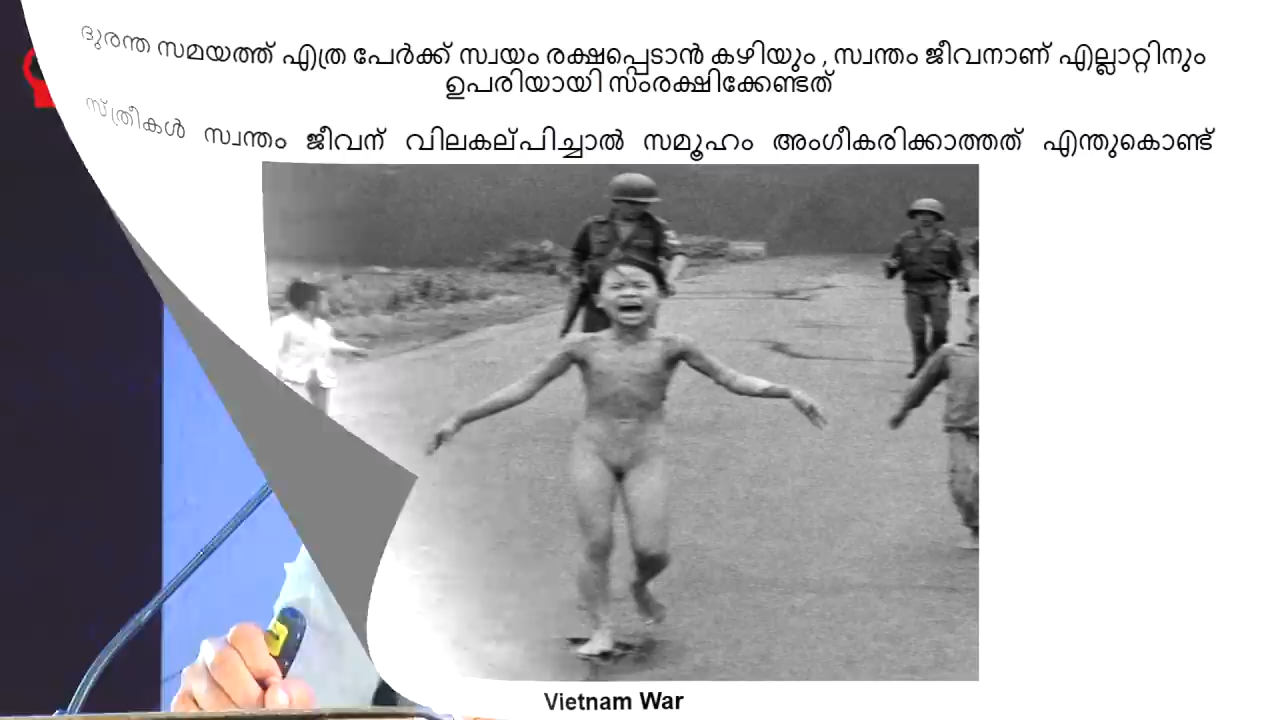 ദുരന്ത സമയത്ത് എത്ര പേർക്ക് സ്വയം രക്ഷപ്പെടാൻ കഴിയും , സ്വന്തം ജീവനാണ് എല്ലാറ്റിനും
ഉപരിയായി സംരക്ഷിക്കേണ്ടത്
സ്ത്രീകൾ സ്വന്തം ജീവന് വിലകല്പിച്ചാൽ സമൂഹം അംഗീകരിക്കാത്തത് എന്തുകൊണ്ട്
Vietnam War